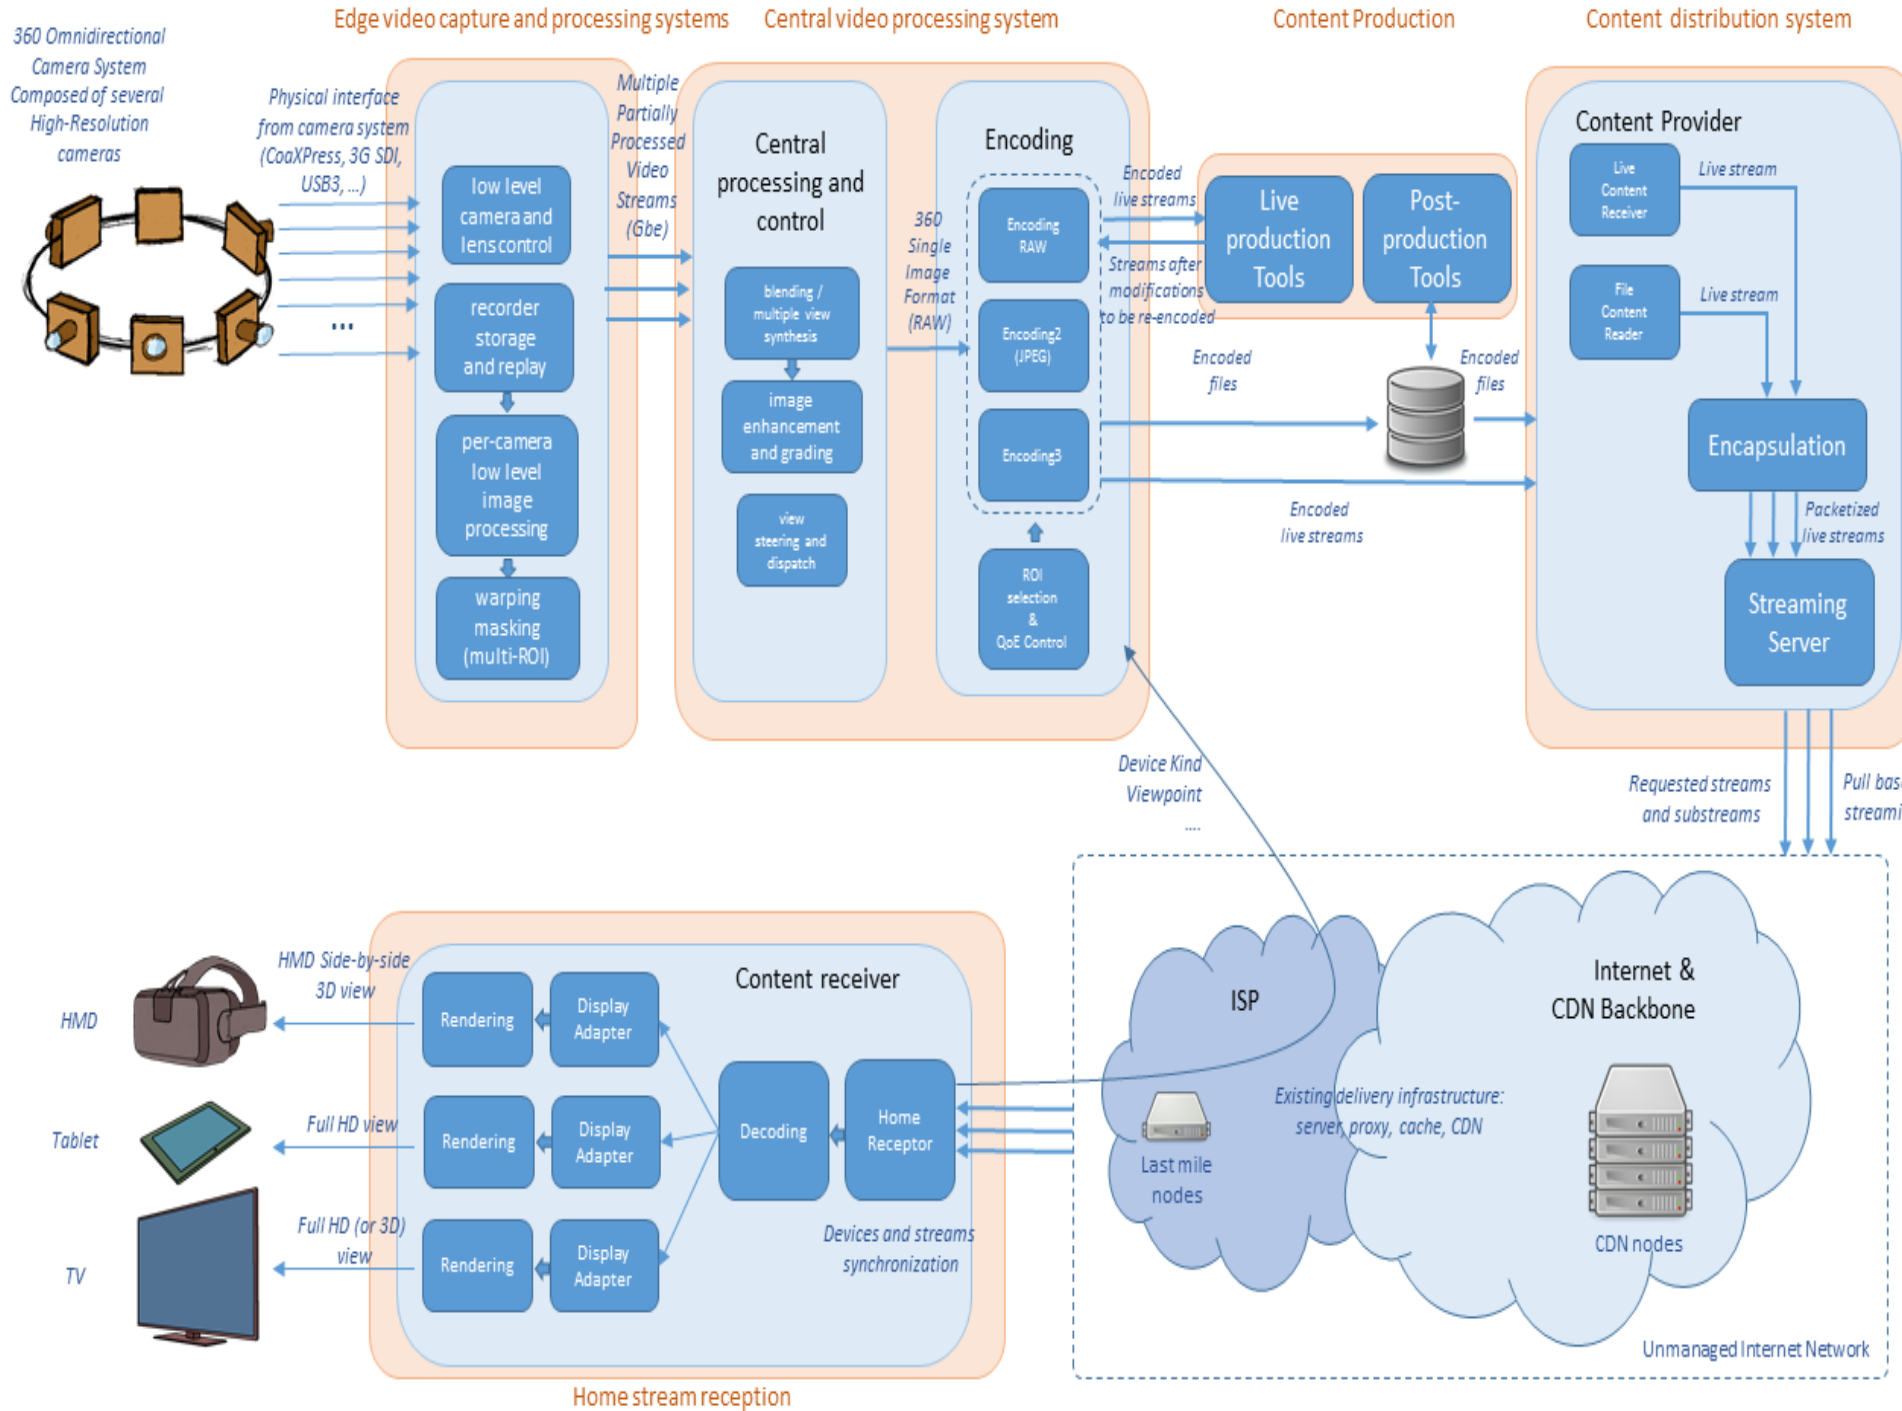 Edge video capture and processing systems
Central video processing system
Content Production
Content distribution system
360 Omnidirectional
Camera System
Composed of several
High-Resolution
cameras
Physical interface
from camera system
(CoaXPress, 3G SDI,
USB3, ...)
...
low level
camera and
lens control
recorder
storage
and replay
per-camera
low level
image
processing
warping
masking
(multi-ROI)
Multiple
Partially
Processed
Video
Streams
(Gbe)
Central
processing and
control
blending /
multiple view
synthesis
image
enhancement
and grading
view
steering and
dispatch
360
Single
Image
Format
(RAW)
Encoding
Encoding
RAW
Encoding2
(JPEG)
Encoding3
ROI
selection
&
QoE Control
Encoded
live streams
Streams after
modifications
to be re-encoded
Live
production
Tools
Post-
production
Tools
Encoded
files
Encoded
files
Encoded
live streams
Content Provider
Live
Content
Receiver
Live stream
File
Content
Reader
Live stream
Encapsulation
Packetized
live streams
Streaming
Server
Device Kind
Viewpoint
....
Requested streams
and substreams
Pull bas
streami
HMD
Tablet
TV
HMD Side-by-side
3D view
Full HD view
Full HD (or 3D)
view
Content receiver
Rendering
Display
Adapter
Rendering
Display
Adapter
Rendering
Display
Adapter
Decoding
Home
Receptor
Devices and streams
synchronization
Home stream reception
ISP
Last mile
nodes
Internet &
CDN Backbone
Existing delivery infrastructure:
server, proxy, cache, CDN
CDN nodes
Unmanaged Internet Network